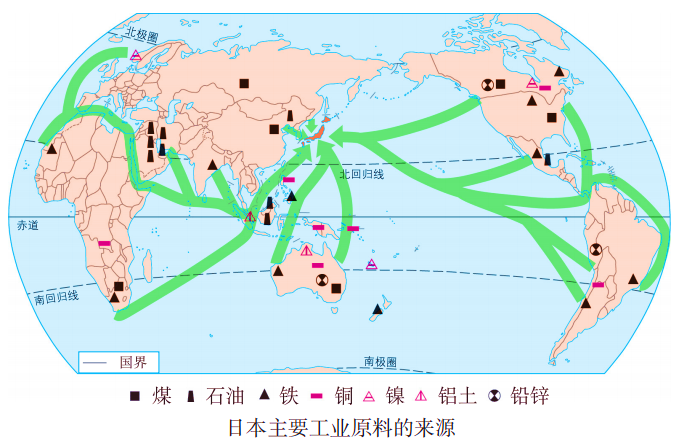 北极圈
北回归线
赤道
南回归线
南极圈
国界
煤 石油 铁 铜 镍 铝土 铅锌
日本主要工业原料的来源